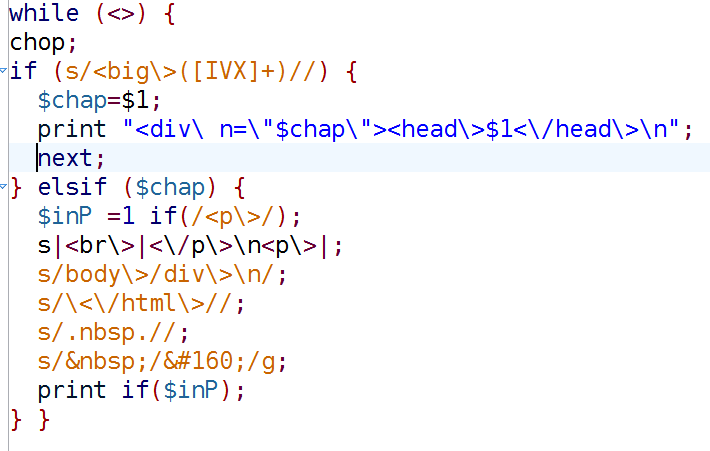 while (<>) {
chop;
if (s/<big\>([IVX]+)//) {
  $chap=$1;
  print "<div\ n=\"$chap\"><head\>$1<\/head\>\n";
  next;
} elsif ($chap) {
  $inP =1 if(/<p\>/);
  s|<br\>|<\/p\>\n<p\>|;
  s/body\>/div\>\n/;
  s/\<\/html\>//;
  s/.nbsp.//;
  s/&nbsp;/&#160;/g;
  print if($inP);
} }